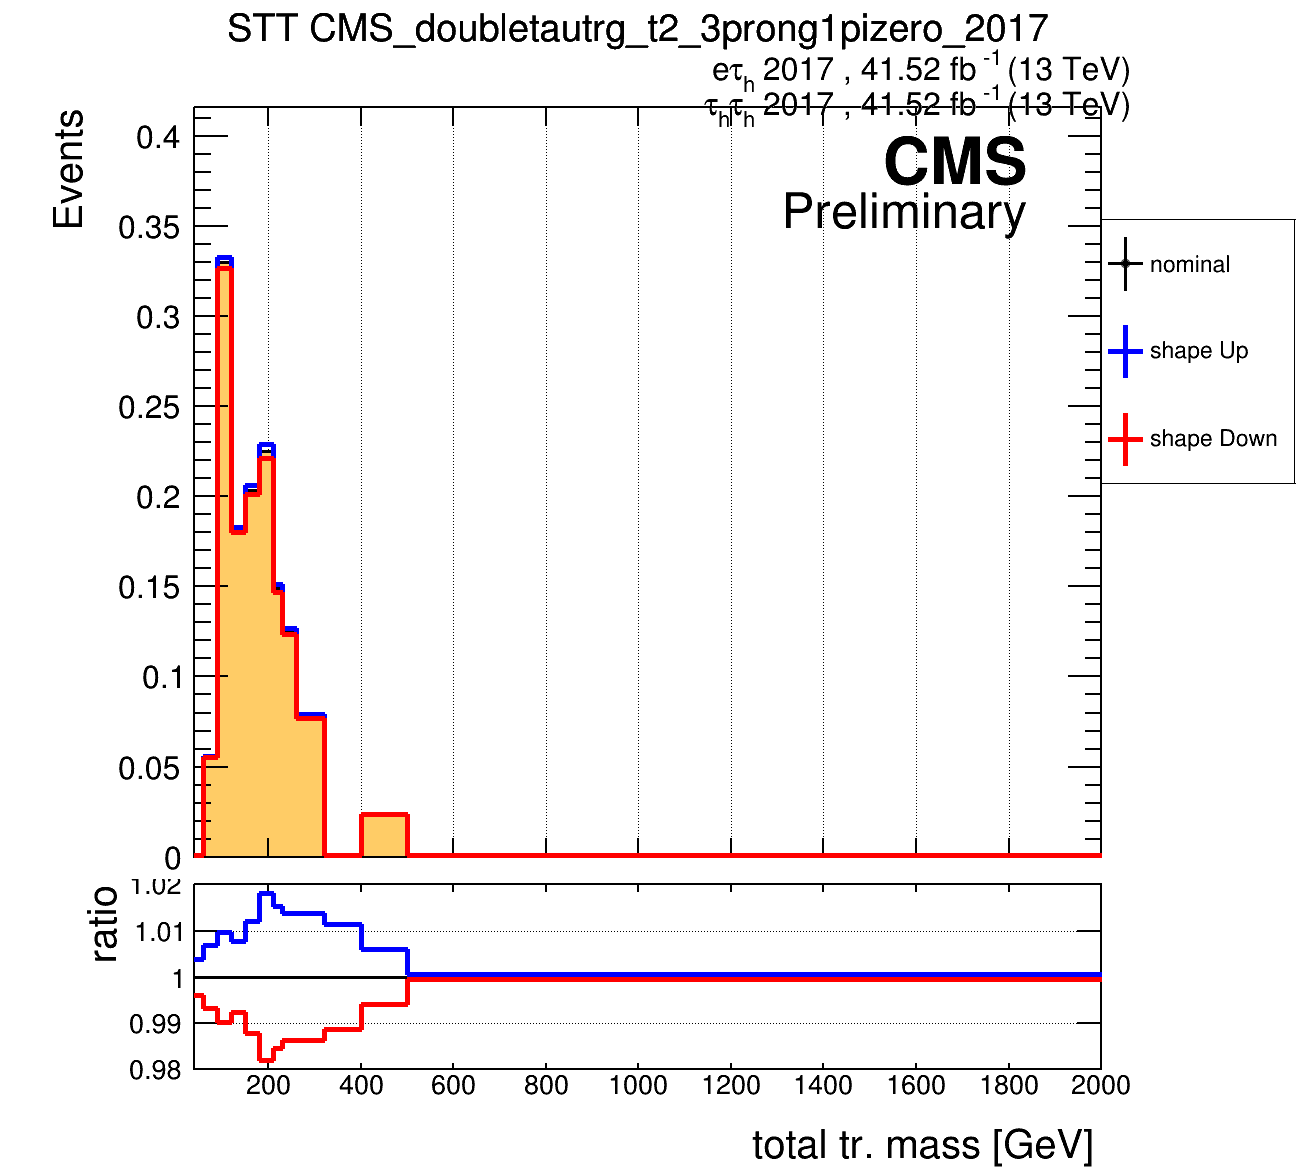 STT CMS_doubletautrg_t2_3prong1pizero_2017
eτh 2017 , 41.52 fb -1 (13 TeV)
τhτh 2017 , 41.52 fb -1 (13 TeV)
CMS
Preliminary
Events
0.4
0.35
0.3
0.25
0.2
0.15
0.1
0.05
0
nominal
shape Up
shape Down
ratio
1.02
1.01
1
0.99
0.98
200 400 600 800 1000 1200 1400 1600 1800 2000
total tr. mass [GeV]